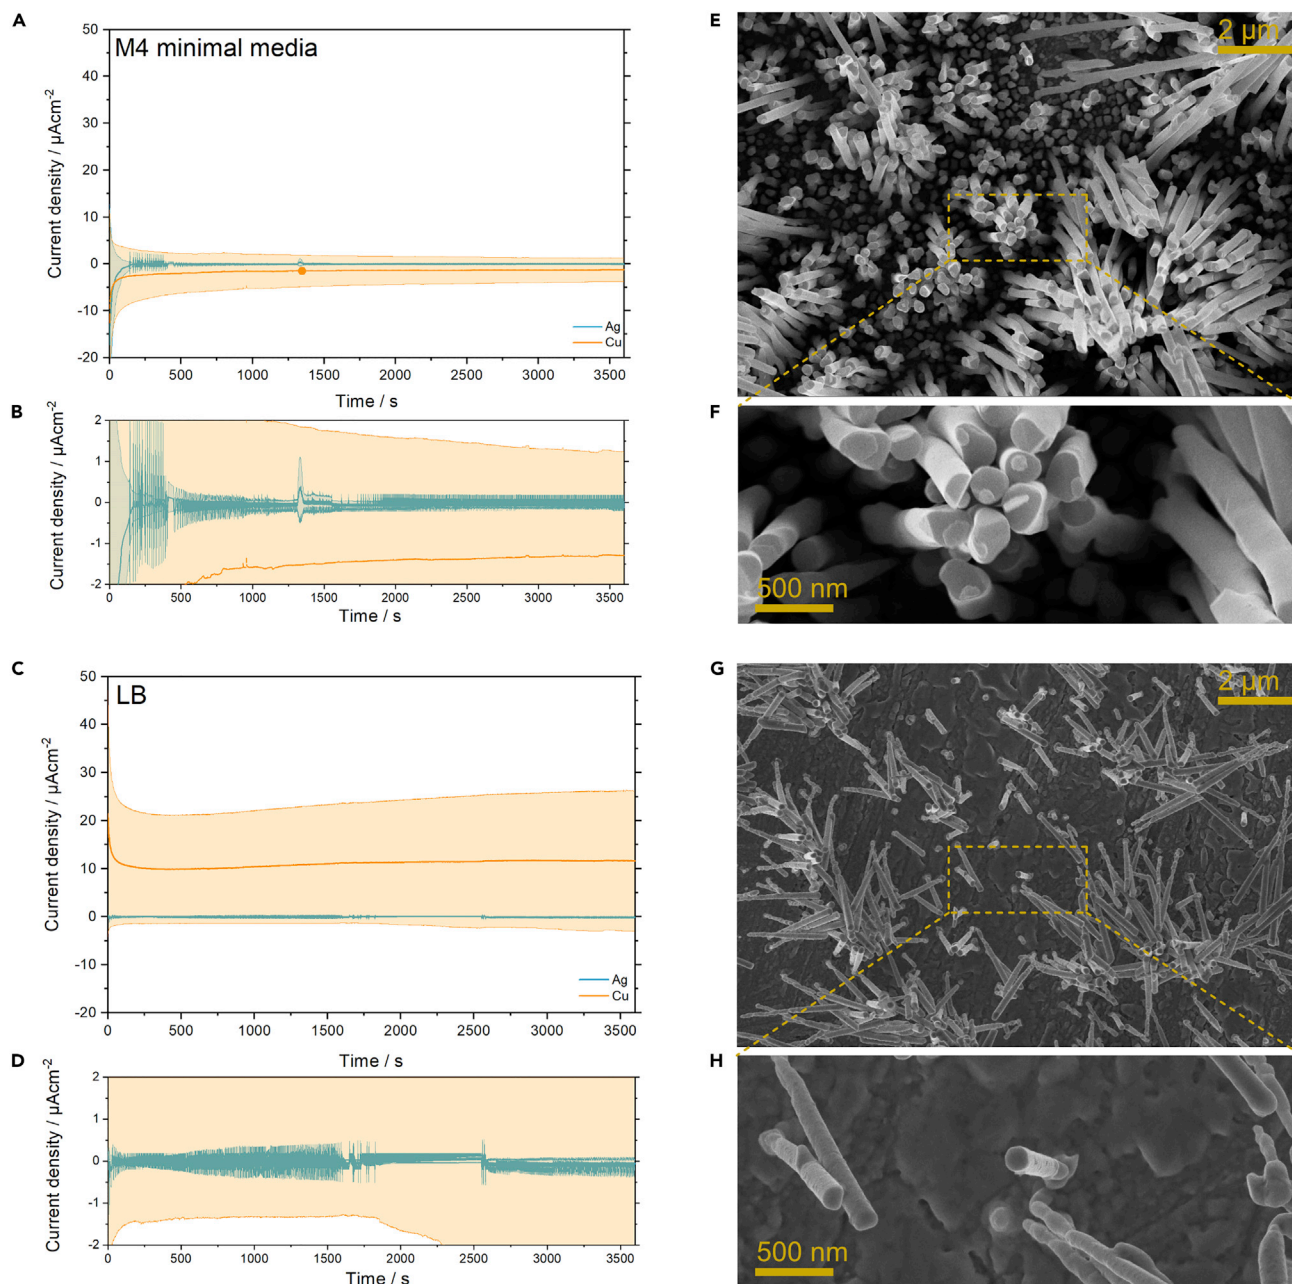 A
M4 minimal media
50
40
30
20
10
0
-10
-20
Current density / µAcm⁻²
Ag
Cu
0 500 1000 1500 2000 2500 3000 3500
Time / s
B
2
1
0
-1
-2
Current density / µAcm⁻²
0 500 1000 1500 2000 2500 3000 3500
Time / s
C
LB
50
40
30
20
10
0
-10
-20
Current density / µAcm⁻²
Ag
Cu
0 500 1000 1500 2000 2500 3000 3500
Time / s
D
2
1
0
-1
-2
Current density / µAcm⁻²
0 500 1000 1500 2000 2500 3000 3500
Time / s
E
2 µm
F
500 nm
G
2 µm
H
500 nm